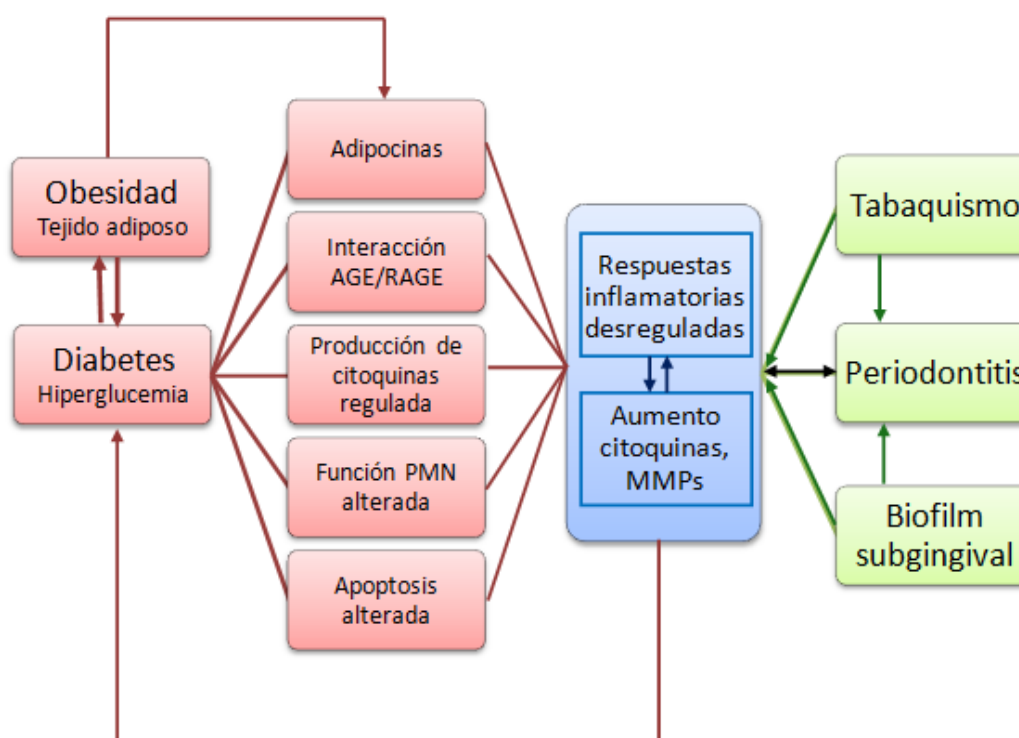 Obesidad
Tejido adiposo
Diabetes
Hiperglucemia
Adipocinas
Interacción
AGE/RAGE
Producción de
citoquinas
regulada
Función PMN
alterada
Apoptosis
alterada
Respuestas
inflamatorias
desreguladas
Aumento
citoquinas,
MMPs
Tabaquismo
Periodontitis
Biofilm
subgingival